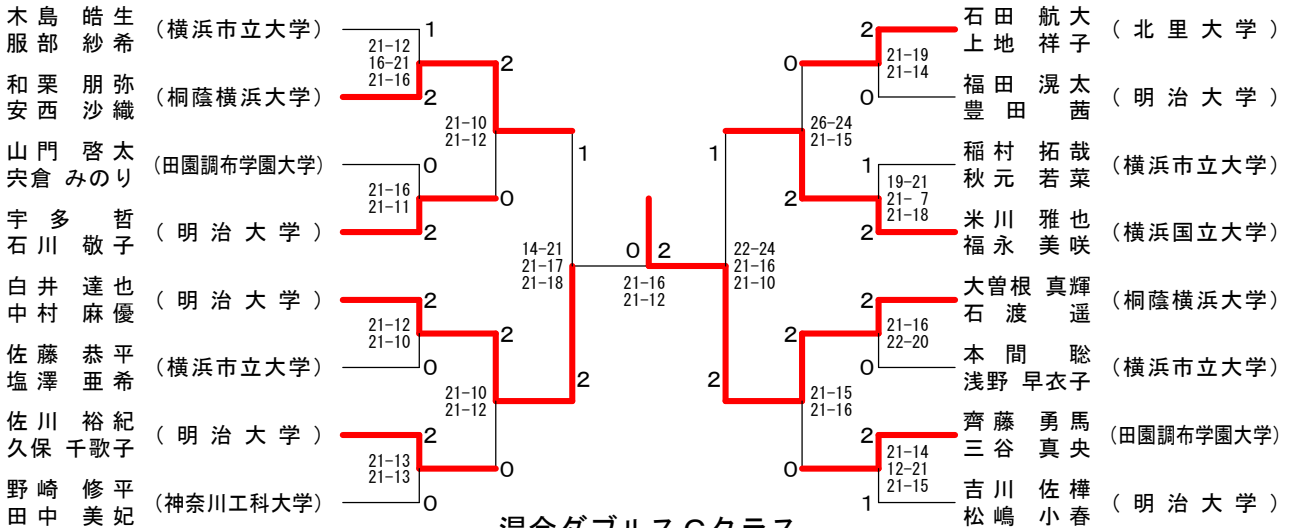 木島 皓生
服部 紗希
(横浜市立大学)
1
21-12
16-21
21-16
2
和栗 朋弥
安西 沙織
(桐蔭横浜大学)
2
21-10
21-12
1
山門 啓太
宍倉 みのり
(田園調布学園大学)
0
21-16
21-11
0
宇多 哲
石川 敬子
(明治大学)
2
14-21
21-17
21-18
白井 達也
中村 麻優
(明治大学)
2
21-12
21-10
2
佐藤 恭平
塩澤 亜希
(横浜市立大学)
0
21-10
21-12
2
佐川 裕紀
久保 千歌子
(明治大学)
2
21-13
21-13
0
野崎 修平
田中 美妃
(神奈川工科大学)
0
0 2
21-16
21-12
石田 航大
上地 祥子
(北里大学)
2
21-19
21-14
0
福田 滉太
豊田 茜
(明治大学)
0
26-24
21-15
1
稲村 拓哉
秋元 若菜
(横浜市立大学)
1
19-21
21- 7
21-18
2
米川 雅也
福永 美咲
(横浜国立大学)
2
22-24
21-16
21-10
大曽根 真輝
石渡 遥
(桐蔭横浜大学)
2
21-16
22-20
2
本間 聡
浅野 早衣子
(横浜市立大学)
0
21-15
21-16
2
齊藤 勇馬
三谷 真央
(田園調布学園大学)
2
21-14
12-21
21-15
0
吉川 佐樺
松嶋 小春
(明治大学)
1
混合ダブルスCクラス